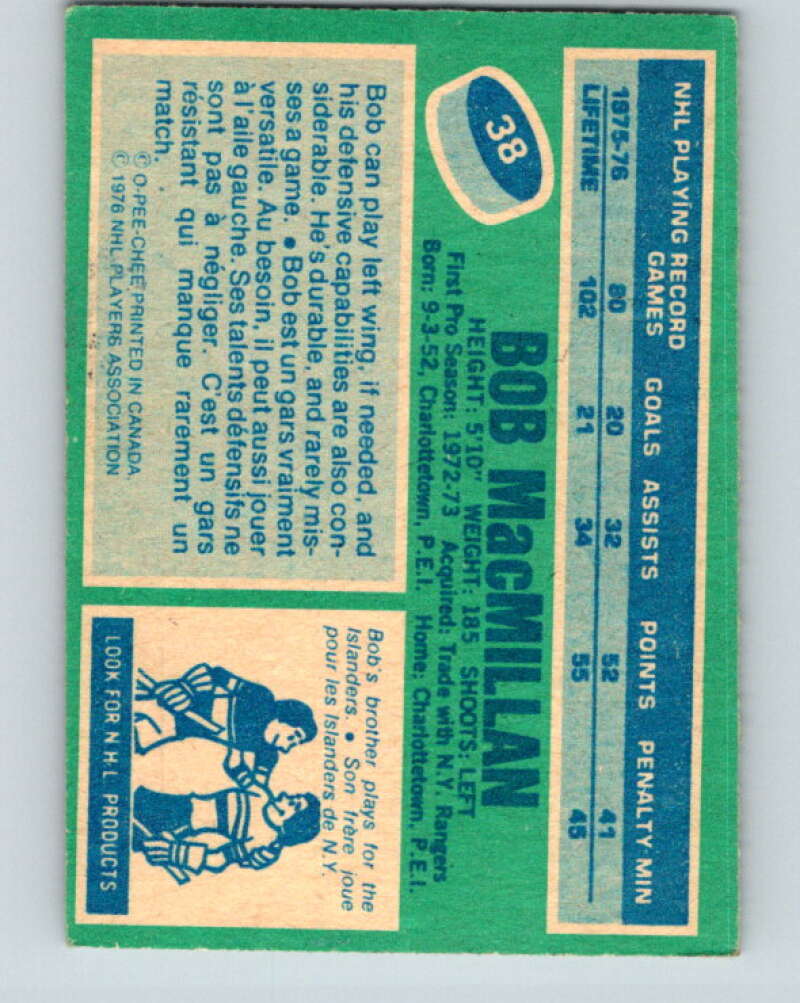 NHL PLAYING RECORD
GAMES GOALS ASSISTS POINTS PENALTY-MIN
1975-76 80 20 32 52 41
LIFETIME 102 21 34 55 45
38
BOB MacMILLAN
HEIGHT: 5'10" WEIGHT: 185 SHOOTS: LEFT
First Pro Season: 1972-73 Acquired: Trade with N.Y. Rangers
Born: 9-3-52, Charlottetown, P.E.I. Home: Charlottetown, P.E.I.
Bob can play left wing, if needed, and
his defensive capabilities are also con-
siderable. He's durable, and rarely mis-
ses a game. • Bob est un gars vraiment
versatile. Au besoin, il peut aussi jouer
à l'aile gauche. Ses talents défensifs ne
sont pas à négliger. C'est un gars
résistant qui manque rarement un
match.
© O-PEE-CHEE PRINTED IN CANADA.
© 1976 NHL PLAYERS ASSOCIATION
Bob's brother plays for the
Islanders. • Son frère joue
pour les Islanders de N.Y.
LOOK FOR NHL PRODUCTS